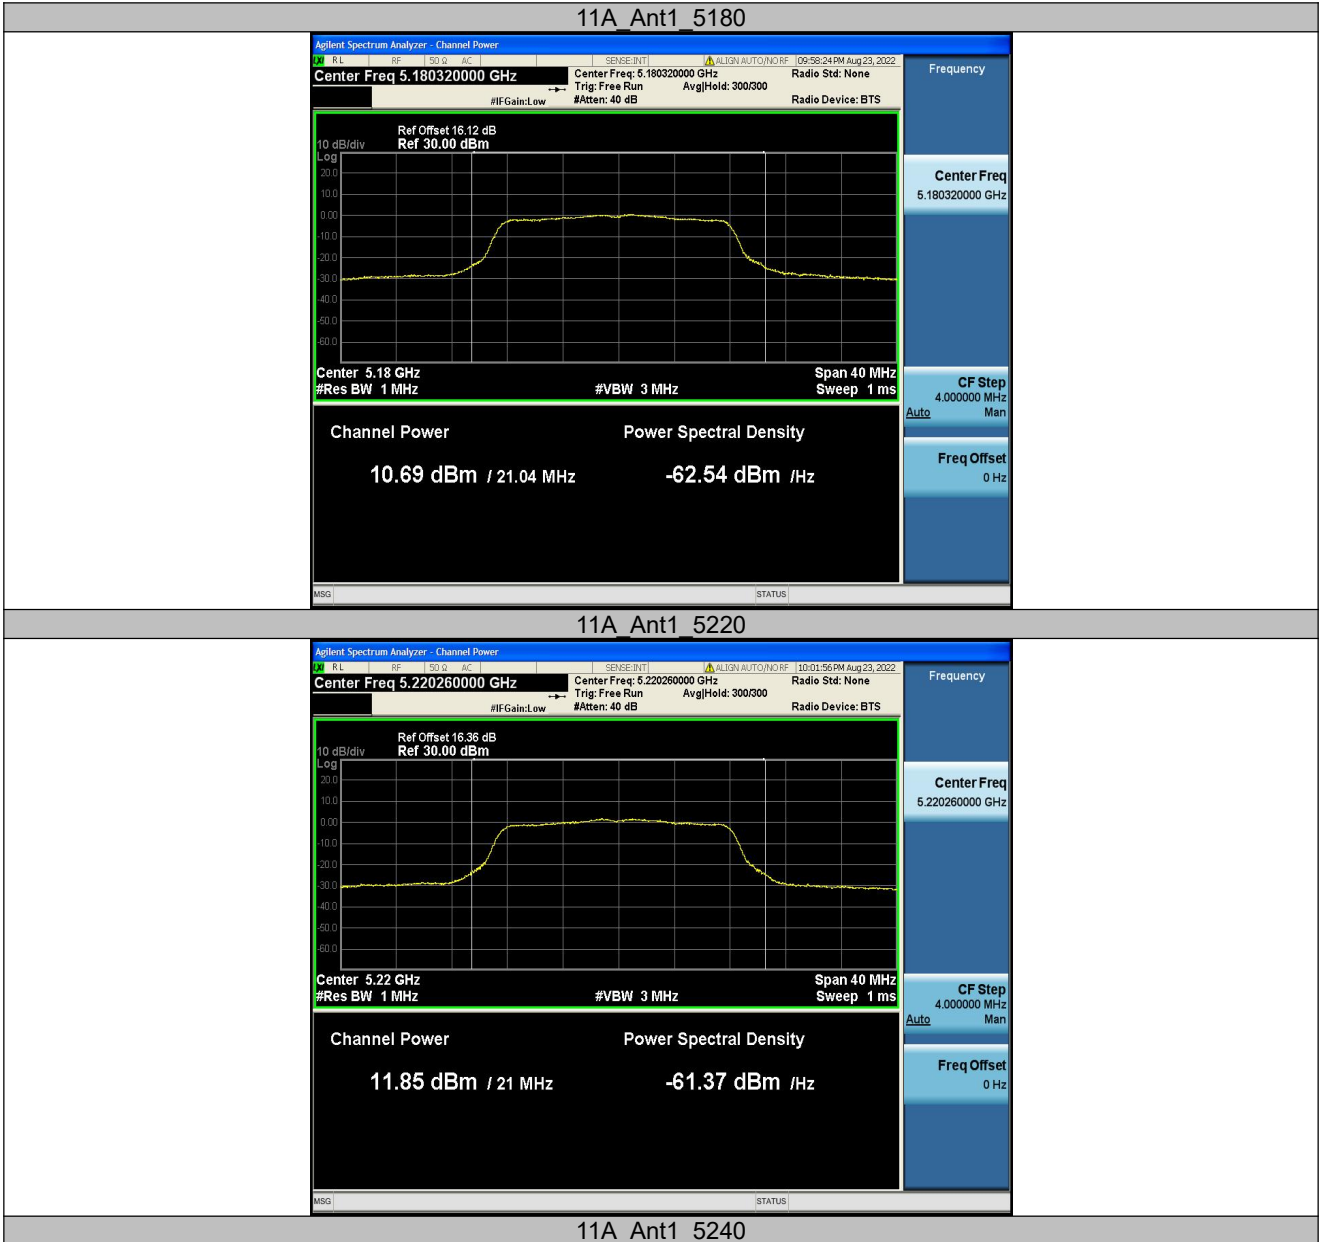 11A_Ant1_5180
Agilent Spectrum Analyzer - Channel Power
LXI RL RF 50 Ω AC SENSE:INT ALIGN AUTO/NO RF 09:58:24 PM Aug 23, 2022
Center Freq 5.180320000 GHz
Center Freq: 5.180320000 GHz Radio Std: None
Trig: Free Run Avg|Hold: 300/300
#IFGain:Low #Atten: 40 dB Radio Device: BTS
Ref Offset 16.12 dB
10 dB/div Ref 30.00 dBm
Log
20.0
10.0
0.00
-10.0
-20.0
-30.0
-40.0
-50.0
-60.0
Center 5.18 GHz Span 40 MHz
#Res BW 1 MHz #VBW 3 MHz Sweep 1 ms
Channel Power Power Spectral Density
10.69 dBm / 21.04 MHz -62.54 dBm /Hz
MSG STATUS
Frequency
Center Freq
5.180320000 GHz
CF Step
4.000000 MHz
Auto Man
Freq Offset
0 Hz
11A_Ant1_5220
Agilent Spectrum Analyzer - Channel Power
LXI RL RF 50 Ω AC SENSE:INT ALIGN AUTO/NO RF 10:01:56 PM Aug 23, 2022
Center Freq 5.220260000 GHz
Center Freq: 5.220260000 GHz Radio Std: None
Trig: Free Run Avg|Hold: 300/300
#IFGain:Low #Atten: 40 dB Radio Device: BTS
Ref Offset 16.36 dB
10 dB/div Ref 30.00 dBm
Log
20.0
10.0
0.00
-10.0
-20.0
-30.0
-40.0
-50.0
-60.0
Center 5.22 GHz Span 40 MHz
#Res BW 1 MHz #VBW 3 MHz Sweep 1 ms
Channel Power Power Spectral Density
11.85 dBm / 21 MHz -61.37 dBm /Hz
MSG STATUS
Frequency
Center Freq
5.220260000 GHz
CF Step
4.000000 MHz
Auto Man
Freq Offset
0 Hz
11A_Ant1_5240